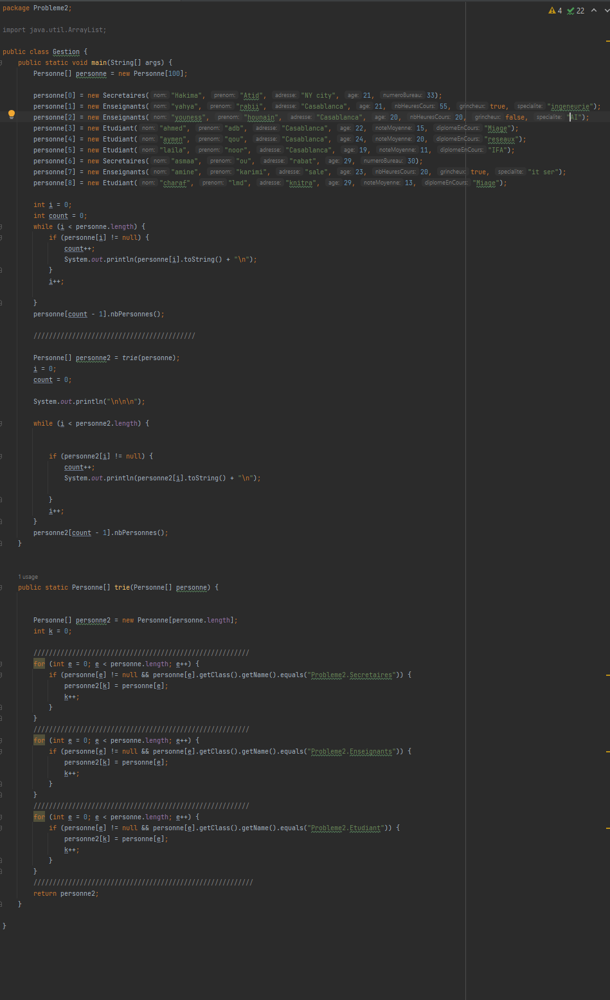 package Probleme2;
4 22
import java.util.ArrayList;
public class Gestion {
public static void main(String[] args) {
Personne[] personne = new Personne[100];
personne[0] = new Secretaires( nom: "Hakima", prenom: "Atid", adresse: "NY city", age: 21, numeroBureau: 33);
personne[1] = new Enseignants( nom: "yahya", prenom: "rabii", adresse: "Casablanca", age: 21, nbHeuresCours: 55, grincheux: true, specialite: "ingeneurie");
personne[2] = new Enseignants( nom: "youness", prenom: "hounain", adresse: "Casablanca", age: 20, nbHeuresCours: 20, grincheux: false, specialite: "AI");
personne[3] = new Etudiant( nom: "ahmed", prenom: "adb", adresse: "Casablanca", age: 22, noteMoyenne: 15, diplomeEnCours: "Miage");
personne[4] = new Etudiant( nom: "aymen", prenom: "qou", adresse: "Casablanca", age: 24, noteMoyenne: 20, diplomeEnCours: "reseaux");
personne[5] = new Etudiant( nom: "laila", prenom: "noor", adresse: "Casablanca", age: 19, noteMoyenne: 11, diplomeEnCours: "IFA");
personne[6] = new Secretaires( nom: "asmaa", prenom: "ou", adresse: "rabat", age: 29, numeroBureau: 30);
personne[7] = new Enseignants( nom: "amine", prenom: "karimi", adresse: "sale", age: 23, nbHeuresCours: 20, grincheux: true, specialite: "it ser");
personne[8] = new Etudiant( nom: "charaf", prenom: "lmd", adresse: "knitra", age: 29, noteMoyenne: 13, diplomeEnCours: "Miage");
int i = 0;
int count = 0;
while (i < personne.length) {
if (personne[i] != null) {
count++;
System.out.println(personne[i].toString() + "\n");
}
i++;
}
personne[count - 1].nbPersonnes();
//////////////////////////////////////////
Personne[] personne2 = trie(personne);
i = 0;
count = 0;
System.out.println("\n\n\n");
while (i < personne2.length) {
if (personne2[i] != null) {
count++;
System.out.println(personne2[i].toString() + "\n");
}
i++;
}
personne2[count - 1].nbPersonnes();
}
1 usage
public static Personne[] trie(Personne[] personne) {
Personne[] personne2 = new Personne[personne.length];
int k = 0;
////////////////////////////////////////////////////////
for (int e = 0; e < personne.length; e++) {
if (personne[e] != null && personne[e].getClass().getName().equals("Probleme2.Secretaires")) {
personne2[k] = personne[e];
k++;
}
}
////////////////////////////////////////////////////////
for (int e = 0; e < personne.length; e++) {
if (personne[e] != null && personne[e].getClass().getName().equals("Probleme2.Enseignants")) {
personne2[k] = personne[e];
k++;
}
}
////////////////////////////////////////////////////////
for (int e = 0; e < personne.length; e++) {
if (personne[e] != null && personne[e].getClass().getName().equals("Probleme2.Etudiant")) {
personne2[k] = personne[e];
k++;
}
}
/////////////////////////////////////////////////////////
return personne2;
}
}